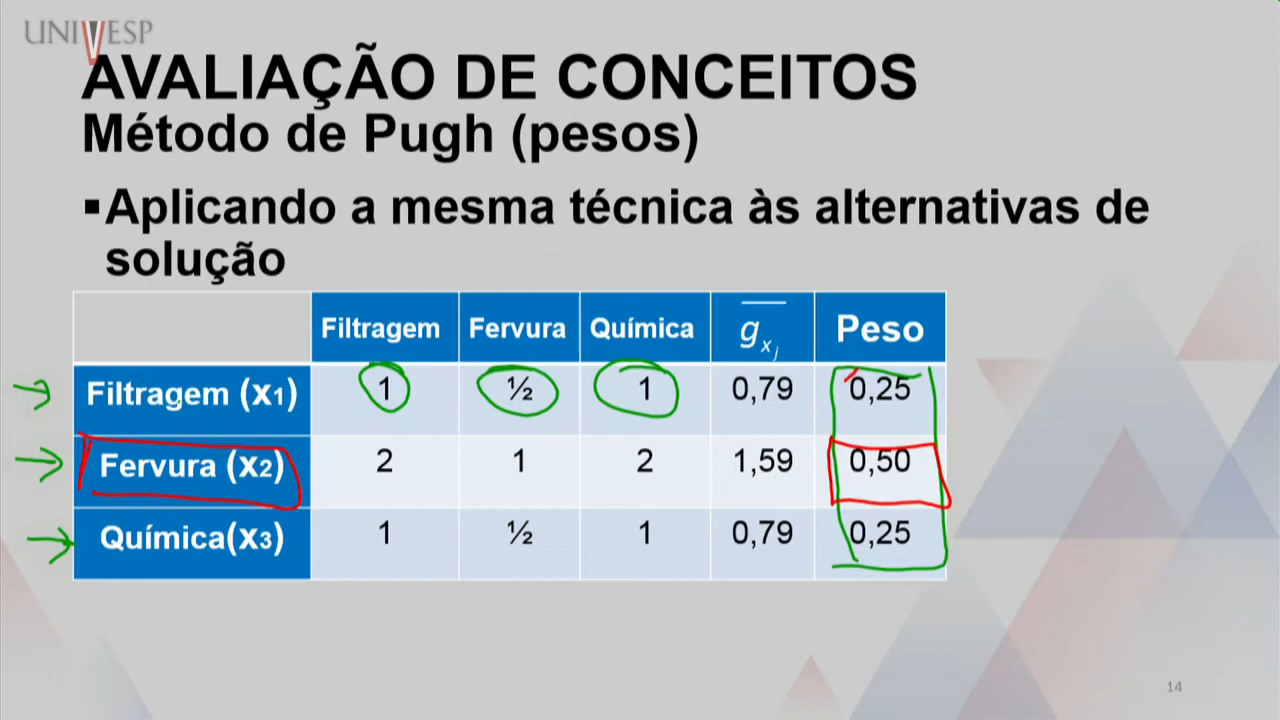 UNIVESP
AVALIAÇÃO DE CONCEITOS
Método de Pugh (pesos)
▪Aplicando a mesma técnica às alternativas de
solução
Filtragem Fervura Química g̅xj Peso
Filtragem (x1) 1 ½ 1 0,79 0,25
Fervura (x2) 2 1 2 1,59 0,50
Química(x3) 1 ½ 1 0,79 0,25
14